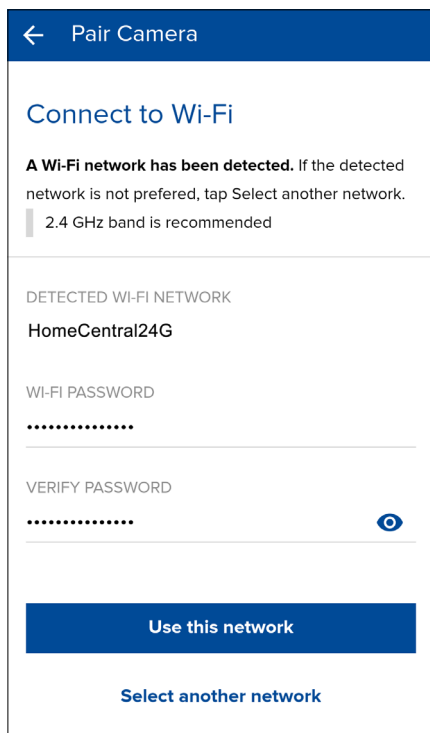 Pair Camera
Connect to Wi-Fi
A Wi-Fi network has been detected. If the detected
network is not prefered, tap Select another network.
2.4 GHz band is recommended
DETECTED WI-FI NETWORK
HomeCentral24G
WI-FI PASSWORD
•••••••••••••••
VERIFY PASSWORD
•••••••••••••••
Use this network
Select another network